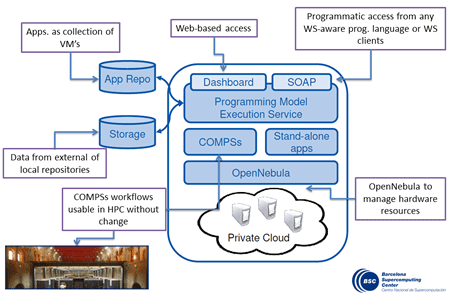 Apps. as collection of
VM's
Web-based access
Programmatic access from any
WS-aware prog. language or WS
clients
App Repo
Dashboard
SOAP
Programming Model
Execution Service
Storage
COMPSs
Stand-alone
apps
Data from external of
local repositories
OpenNebula
COMPSs workflows
usable in HPC without
change
OpenNebula to
manage hardware
resources
Private Cloud
BSC
Barcelona
Supercomputing
Center
Centro Nacional de Supercomputación